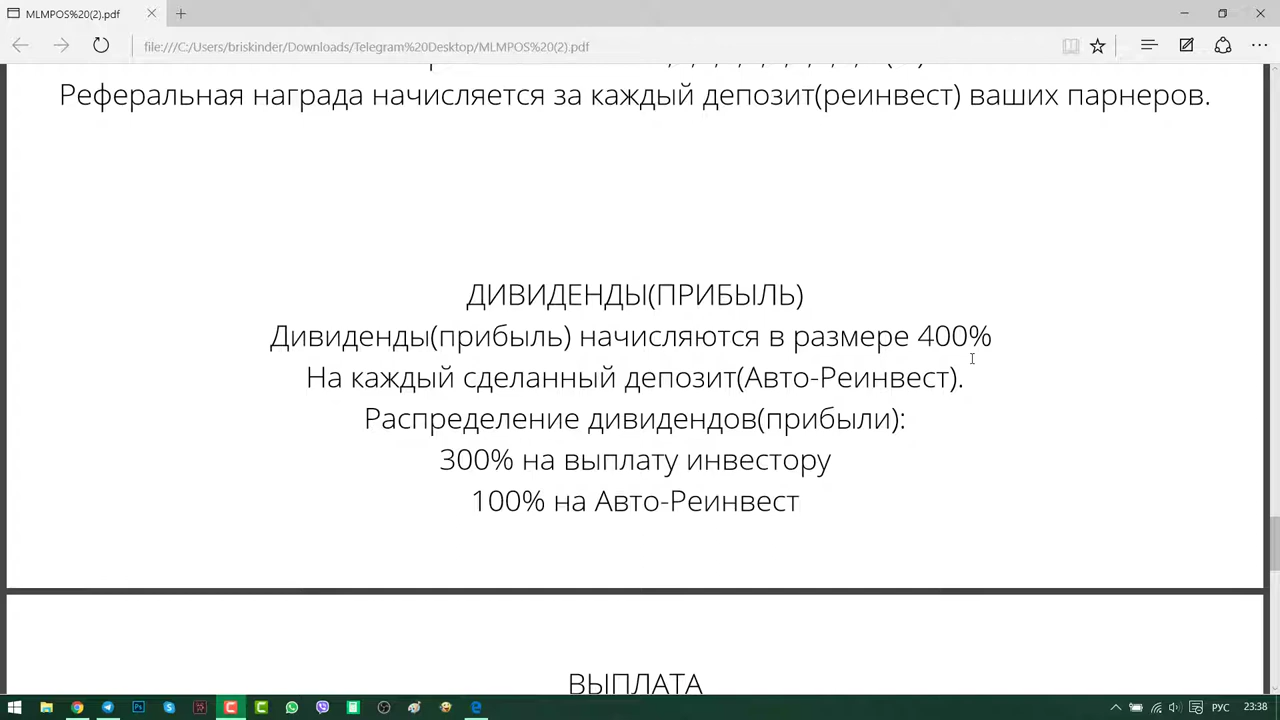 MLMPOS%20(2).pdf
file:///C:/Users/briskinder/Downloads/Telegram%20Desktop/MLMPOS%20(2).pdf
Реферальная награда начисляется за каждый депозит(реинвест) ваших парнеров.
ДИВИДЕНДЫ(ПРИБЫЛЬ)
Дивиденды(прибыль) начисляются в размере 400%
На каждый сделанный депозит(Авто-Реинвест).
Распределение дивидендов(прибыли):
300% на выплату инвестору
100% на Авто-Реинвест
ВЫПЛАТА
РУС
23:38